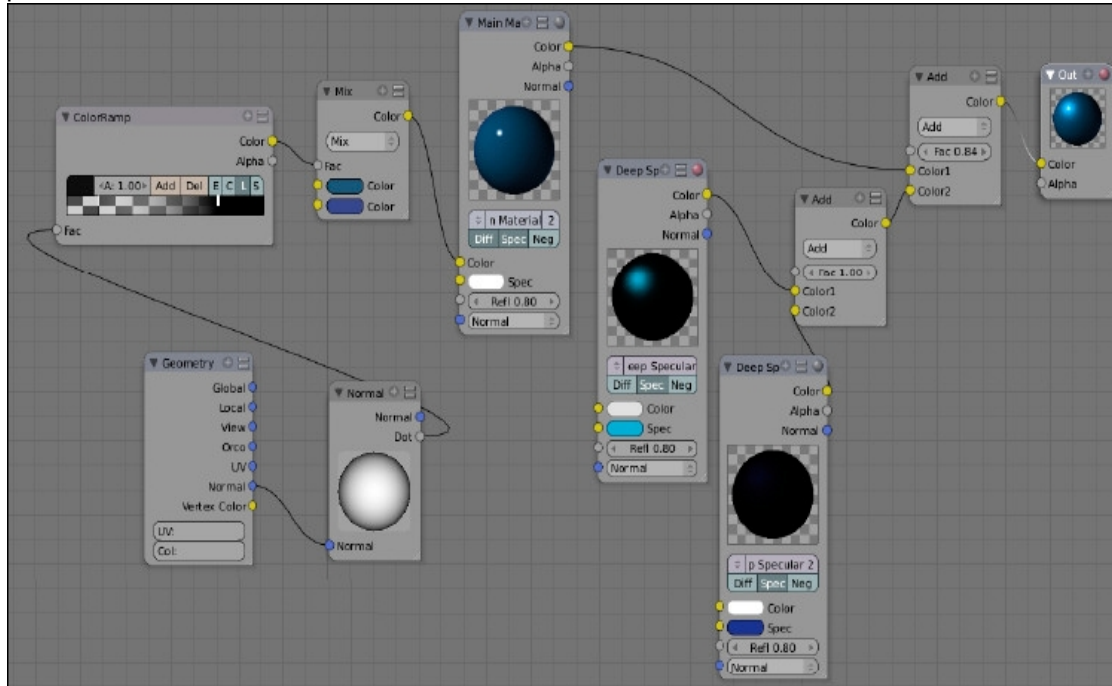 ColorRamp
Color
Alpha
A: 1.00
Add
Del
E
C
L
S
Fac
Mix
Color
Mix
Fac
Color
Color
Main Ma
Color
Alpha
Normal
n Material
2
Diff
Spec
Neg
Color
Spec
Refl 0.80
Normal
Geometry
Global
Local
View
Orco
UV
Normal
Vertex Color
UV:
Col:
Normal
Normal
Dot
Normal
Deep Sp
Color
Alpha
Normal
eep Specular
Diff
Spec
Neg
Color
Spec
Refl 0.80
Normal
Deep Sp
Color
Alpha
Normal
p Specular 2
Diff
Spec
Neg
Color
Spec
Refl 0.80
Normal
Add
Color
Add
Fac 1.00
Color1
Color2
Add
Color
Add
Fac 0.84
Color1
Color2
Out
Color
Alpha